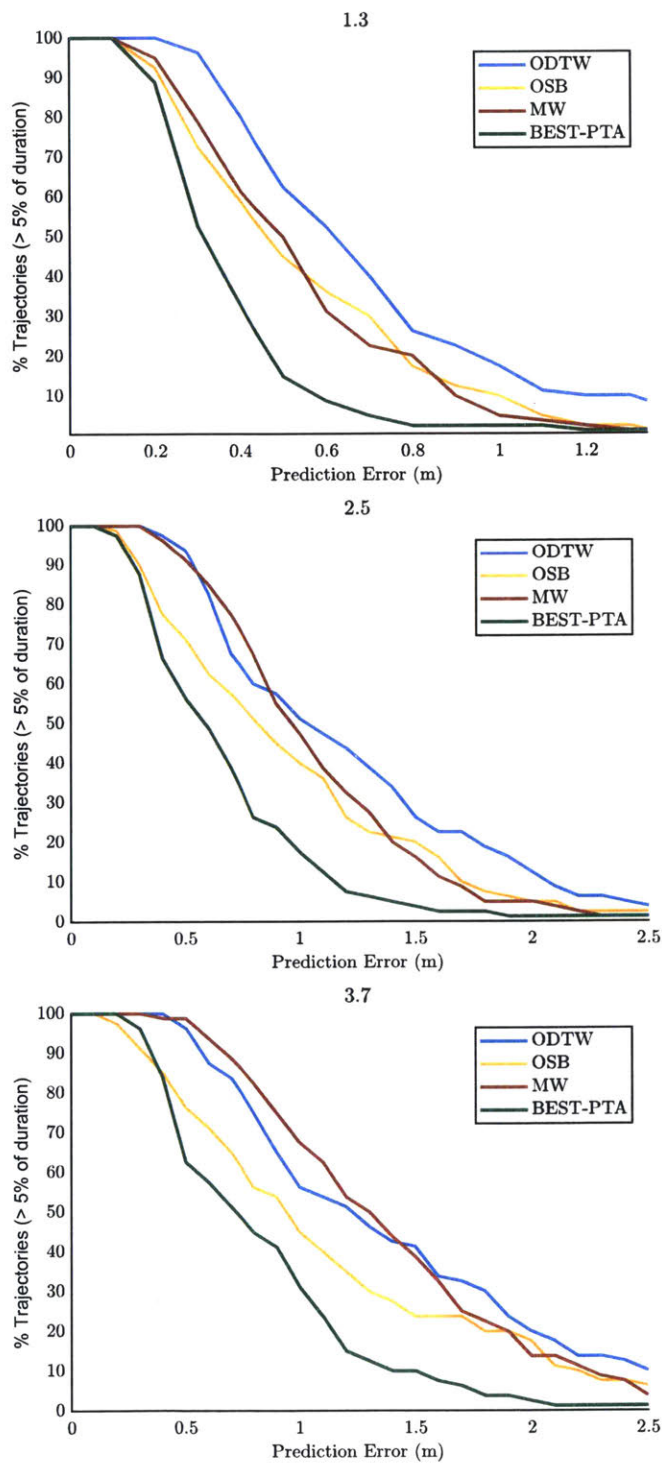 1.3
% Trajectories (> 5% of duration)
100
90
80
70
60
50
40
30
20
10
ODTW
OSB
MW
BEST-PTA
0 0.2 0.4 0.6 0.8 1 1.2
Prediction Error (m)
2.5
% Trajectories (> 5% of duration)
100
90
80
70
60
50
40
30
20
10
0
ODTW
OSB
MW
BEST-PTA
0 0.5 1 1.5 2 2.5
Prediction Error (m)
3.7
% Trajectories (> 5% of duration)
100
90
80
70
60
50
40
30
20
10
0
ODTW
OSB
MW
BEST-PTA
0 0.5 1 1.5 2 2.5
Prediction Error (m)